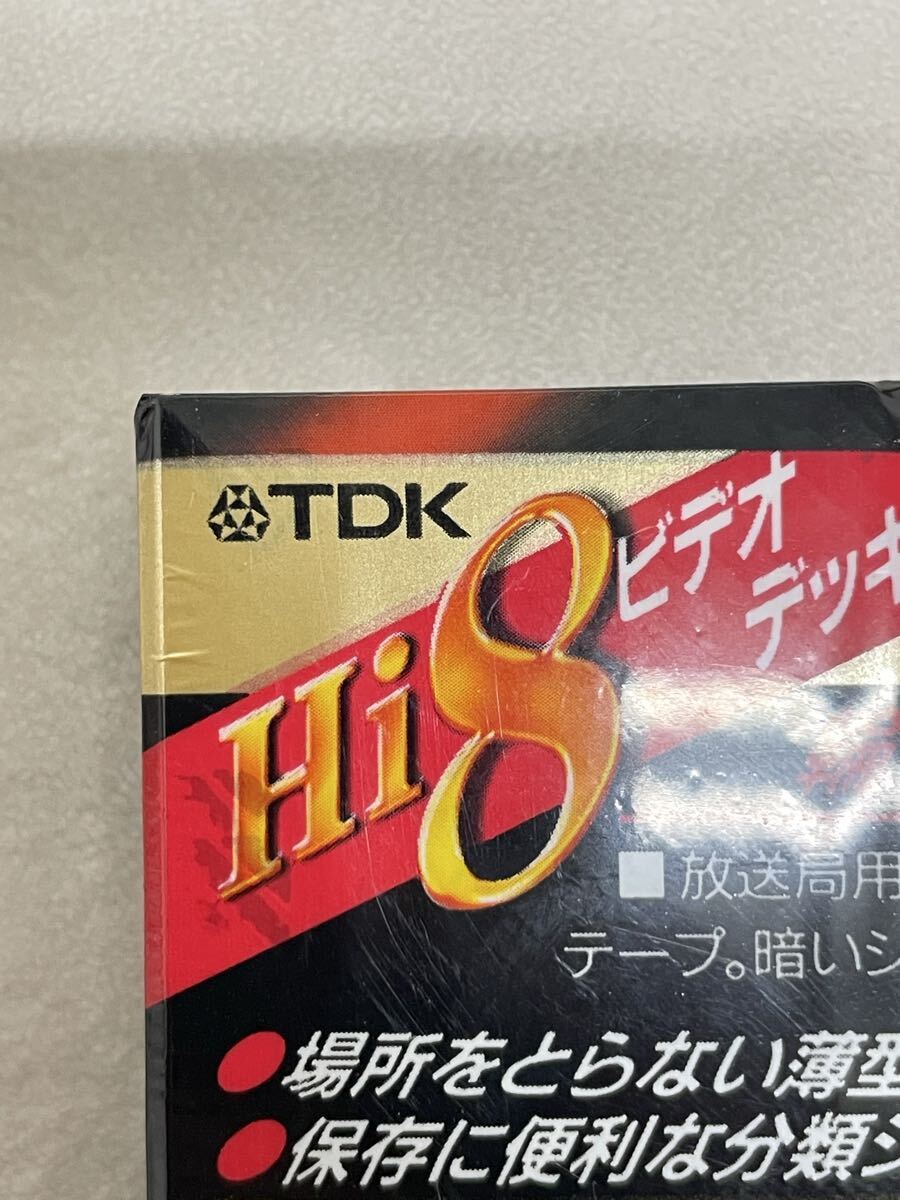 TDK
Hi8
ビデオ
デッキ
■ 放送局用
テープ。暗いシ
●場所をとらない薄型
●保存に便利な分類シ